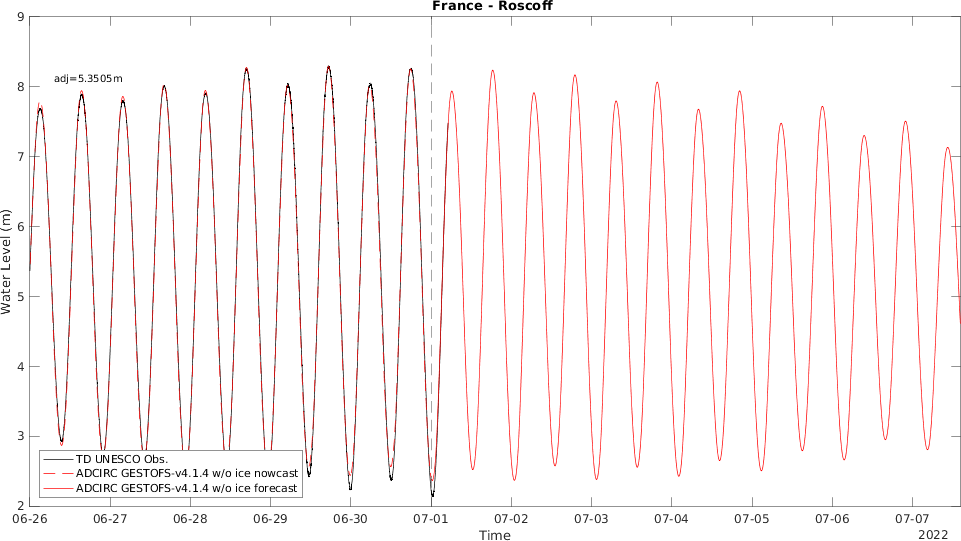 France - Roscoff
adj=5.3505m
Water Level (m)
9
8
7
6
5
4
3
2
TD UNESCO Obs.
ADCIRC GESTOFS-v4.1.4 w/o ice nowcast
ADCIRC GESTOFS-v4.1.4 w/o ice forecast
06-26 06-27 06-28 06-29 06-30 07-01 07-02 07-03 07-04 07-05 07-06 07-07
Time
2022